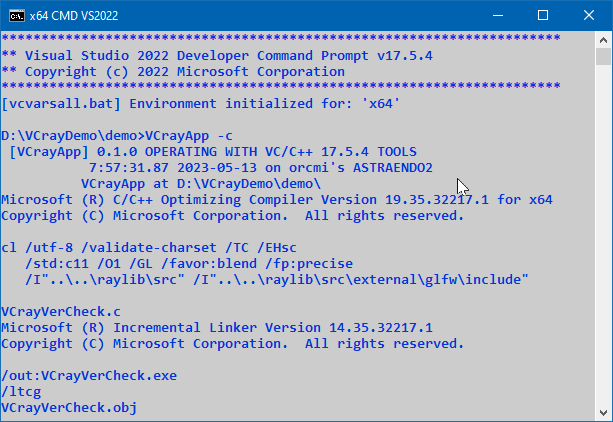 x64 CMD VS2022
**********************************************************************
** Visual Studio 2022 Developer Command Prompt v17.5.4
** Copyright (c) 2022 Microsoft Corporation
**********************************************************************
[vcvarsall.bat] Environment initialized for: 'x64'
D:\VCrayDemo\demo>VCrayApp -c
[VCrayApp] 0.1.0 OPERATING WITH VC/C++ 17.5.4 TOOLS
7:57:31.87 2023-05-13 on orcmi's ASTRAENDO2
VCrayApp at D:\VCrayDemo\demo\
Microsoft (R) C/C++ Optimizing Compiler Version 19.35.32217.1 for x64
Copyright (C) Microsoft Corporation.  All rights reserved.
cl /utf-8 /validate-charset /TC /EHsc
/std:c11 /O1 /GL /favor:blend /fp:precise
/I"..\..\raylib\src" /I"..\..\raylib\src\external\glfw\include"
VCrayVerCheck.c
Microsoft (R) Incremental Linker Version 14.35.32217.1
Copyright (C) Microsoft Corporation.  All rights reserved.
/out:VCrayVerCheck.exe
/ltcg
VCrayVerCheck.obj